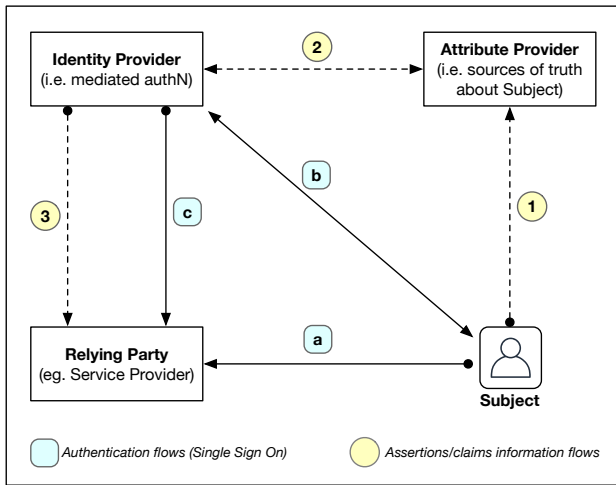 Identity Provider
(i.e. mediated authN)
2
Attribute Provider
(i.e. sources of truth
about Subject)
b
1
3
c
Relying Party
(eg. Service Provider)
a
Subject
Authentication flows (Single Sign On)
Assertions/claims information flows